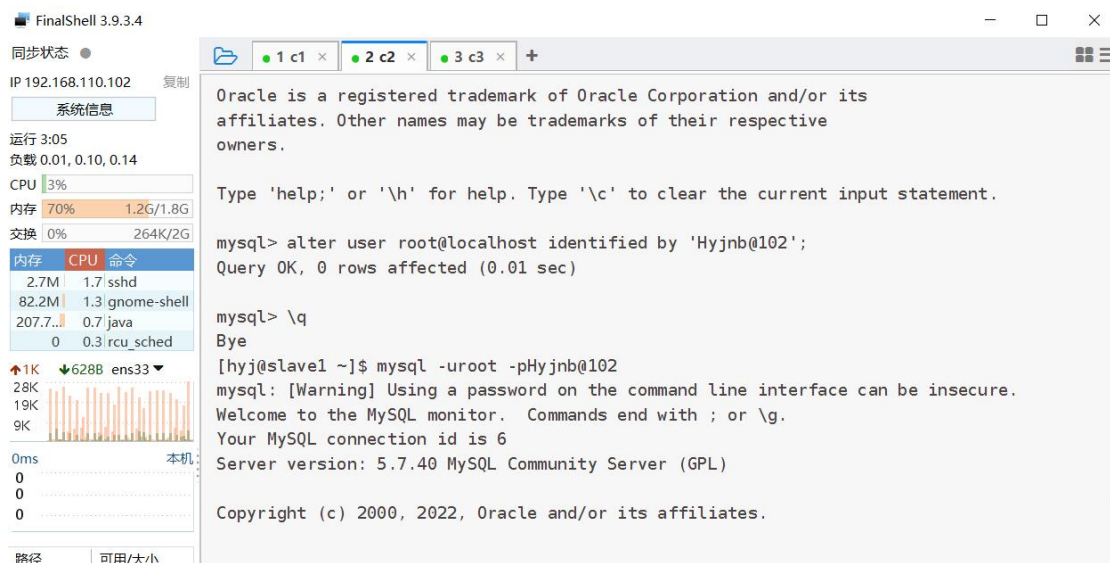 FinalShell 3.9.3.4
同步状态
IP 192.168.110.102 复制
系统信息
运行 3:05
负载 0.01, 0.10, 0.14
CPU 3%
内存 70% 1.2G/1.8G
交换 0% 264K/2G
内存 CPU 命令
2.7M 1.7 sshd
82.2M 1.3 gnome-shell
207.7... 0.7 java
0 0.3 rcu_sched
1K 628B ens33
28K
19K
9K
0ms 本机
0
0
0
路径 可用/大小
1 c1 × 2 c2 × 3 c3 × +
Oracle is a registered trademark of Oracle Corporation and/or its
affiliates. Other names may be trademarks of their respective
owners.
Type 'help;' or '\h' for help. Type '\c' to clear the current input statement.
mysql> alter user root@localhost identified by 'Hyjnb@102';
Query OK, 0 rows affected (0.01 sec)
mysql> \q
Bye
[hyj@slave1 ~]$ mysql -uroot -pHyjnb@102
mysql: [Warning] Using a password on the command line interface can be insecure.
Welcome to the MySQL monitor.  Commands end with ; or \g.
Your MySQL connection id is 6
Server version: 5.7.40 MySQL Community Server (GPL)
Copyright (c) 2000, 2022, Oracle and/or its affiliates.